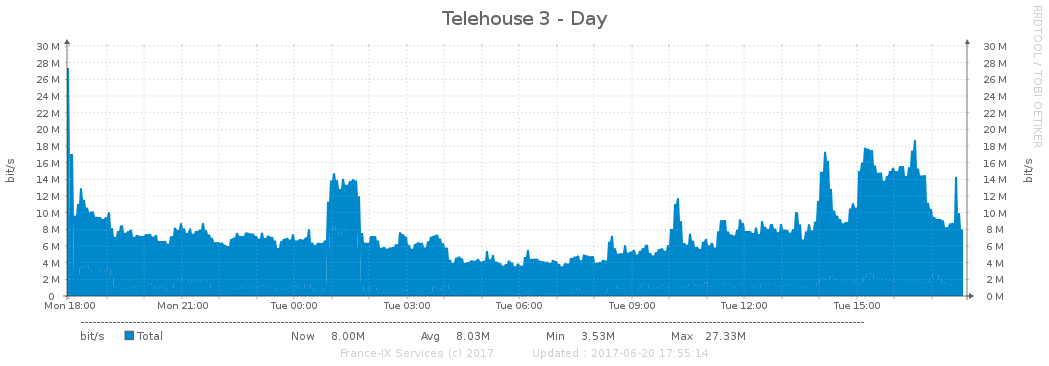 Telehouse 3 - Day
RRDTOOL / TOBI OETIKER
bit/s
30 M 30 M
28 M 28 M
26 M 26 M
24 M 24 M
22 M 22 M
20 M 20 M
18 M 18 M
16 M 16 M
14 M 14 M
12 M 12 M
10 M 10 M
8 M 8 M
6 M 6 M
4 M 4 M
2 M 2 M
0 0 M
bit/s
Mon 18:00 Mon 21:00 Tue 00:00 Tue 03:00 Tue 06:00 Tue 09:00 Tue 12:00 Tue 15:00
bit/s Total Now 8.00M Avg 8.03M Min 3.53M Max 27.33M
France-IX Services (c) 2017 Updated : 2017-06-20 17:55:14